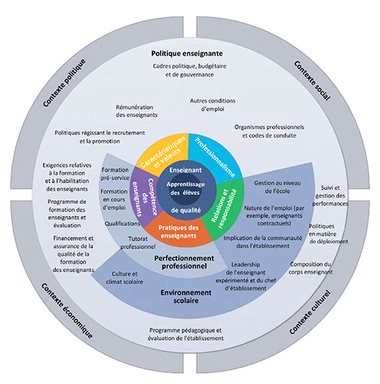 Politique enseignante
Cadres politique, budgétaire
et de gouvernance
Contexte politique
Contexte social
Rémunération
des enseignants
Autres conditions
d'emploi
Politiques régissant le recrutement
et la promotion
Organismes professionnels
et codes de conduite
Caractéristiques
et valeurs
Professionnalisme
Exigences relatives
à la formation
et à l'habilitation
des enseignants
Formation
pré-service
Enseignant
Apprentissage
des élèves
de qualité
Compétence
des
enseignants
Relations et
responsabilité
Gestion au niveau
de l'école
Suivi et
gestion des
performances
Programme de
formation des
enseignants et
évaluation
Formation
en cours
d'emploi
Nature de l'emploi (par
exemple, enseignants
contractuels)
Qualifications
Pratiques des
enseignants
Politiques
en matière
de déploiement
Financement et
assurance de la
qualité de la
formation des
enseignants
Tutorat
professionnel
Implication de la communauté
dans l'établissement
Perfectionnement
professionnel
Composition du
corps enseignant
Culture et
climat scolaire
Leadership
de l'enseignant
expérimenté et du chef
d'établissement
Environnement
scolaire
Contexte économique
Contexte culturel
Programme pédagogique et
évaluation de l'établissement